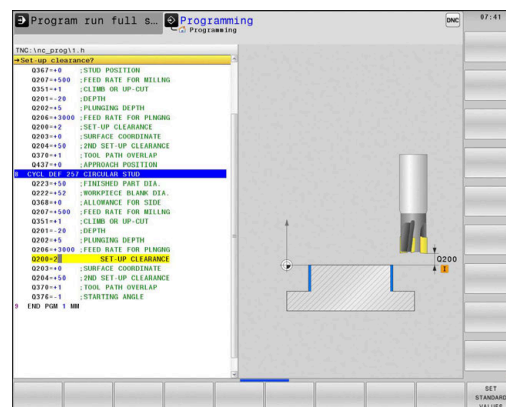 Program run full s…
Programming
Programming
DNC
07:41
TNC:\nc_prog\1.h
→Set-up clearance?
Q367=+0 ;STUD POSITION
Q207=+500 ;FEED RATE FOR MILLNG
Q351=+1 ;CLIMB OR UP-CUT
Q201=-20 ;DEPTH
Q202=+5 ;PLUNGING DEPTH
Q206=+3000 ;FEED RATE FOR PLNGNG
Q200=+2 ;SET-UP CLEARANCE
Q203=+0 ;SURFACE COORDINATE
Q204=+50 ;2ND SET-UP CLEARANCE
Q370=+1 ;TOOL PATH OVERLAP
Q437=+0 ;APPROACH POSITION
8 CYCL DEF 257 CIRCULAR STUD
Q223=+50 ;FINISHED PART DIA.
Q222=+52 ;WORKPIECE BLANK DIA.
Q368=+0 ;ALLOWANCE FOR SIDE
Q207=+500 ;FEED RATE FOR MILLNG
Q351=+1 ;CLIMB OR UP-CUT
Q201=-20 ;DEPTH
Q202=+5 ;PLUNGING DEPTH
Q206=+3000 ;FEED RATE FOR PLNGNG
Q200=2 SET-UP CLEARANCE
Q203=+0 ;SURFACE COORDINATE
Q204=+50 ;2ND SET-UP CLEARANCE
Q370=+1 ;TOOL PATH OVERLAP
Q376=-1 ;STARTING ANGLE
9 END PGM 1 MM
Q200
I
SET
STANDARD
VALUES